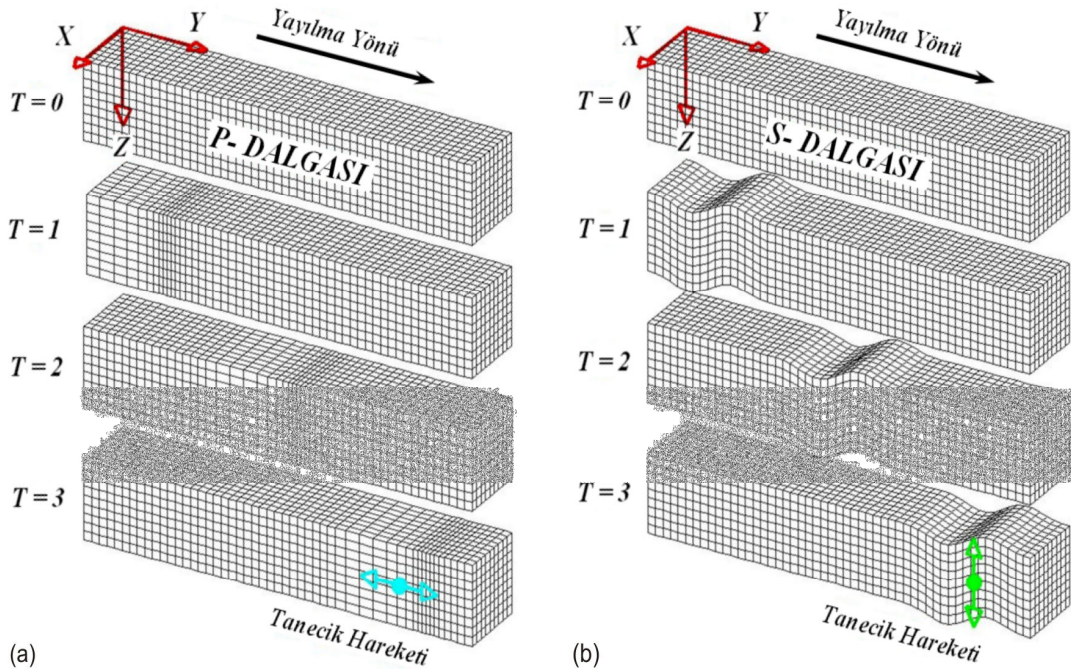 X
Y
Z
Yayılma Yönü
T = 0
P- DALGASI
T = 1
T = 2
T = 3
Tanecik Hareketi
(a)
X
Y
Z
Yayılma Yönü
T = 0
S- DALGASI
T = 1
T = 2
T = 3
Tanecik Hareketi
(b)